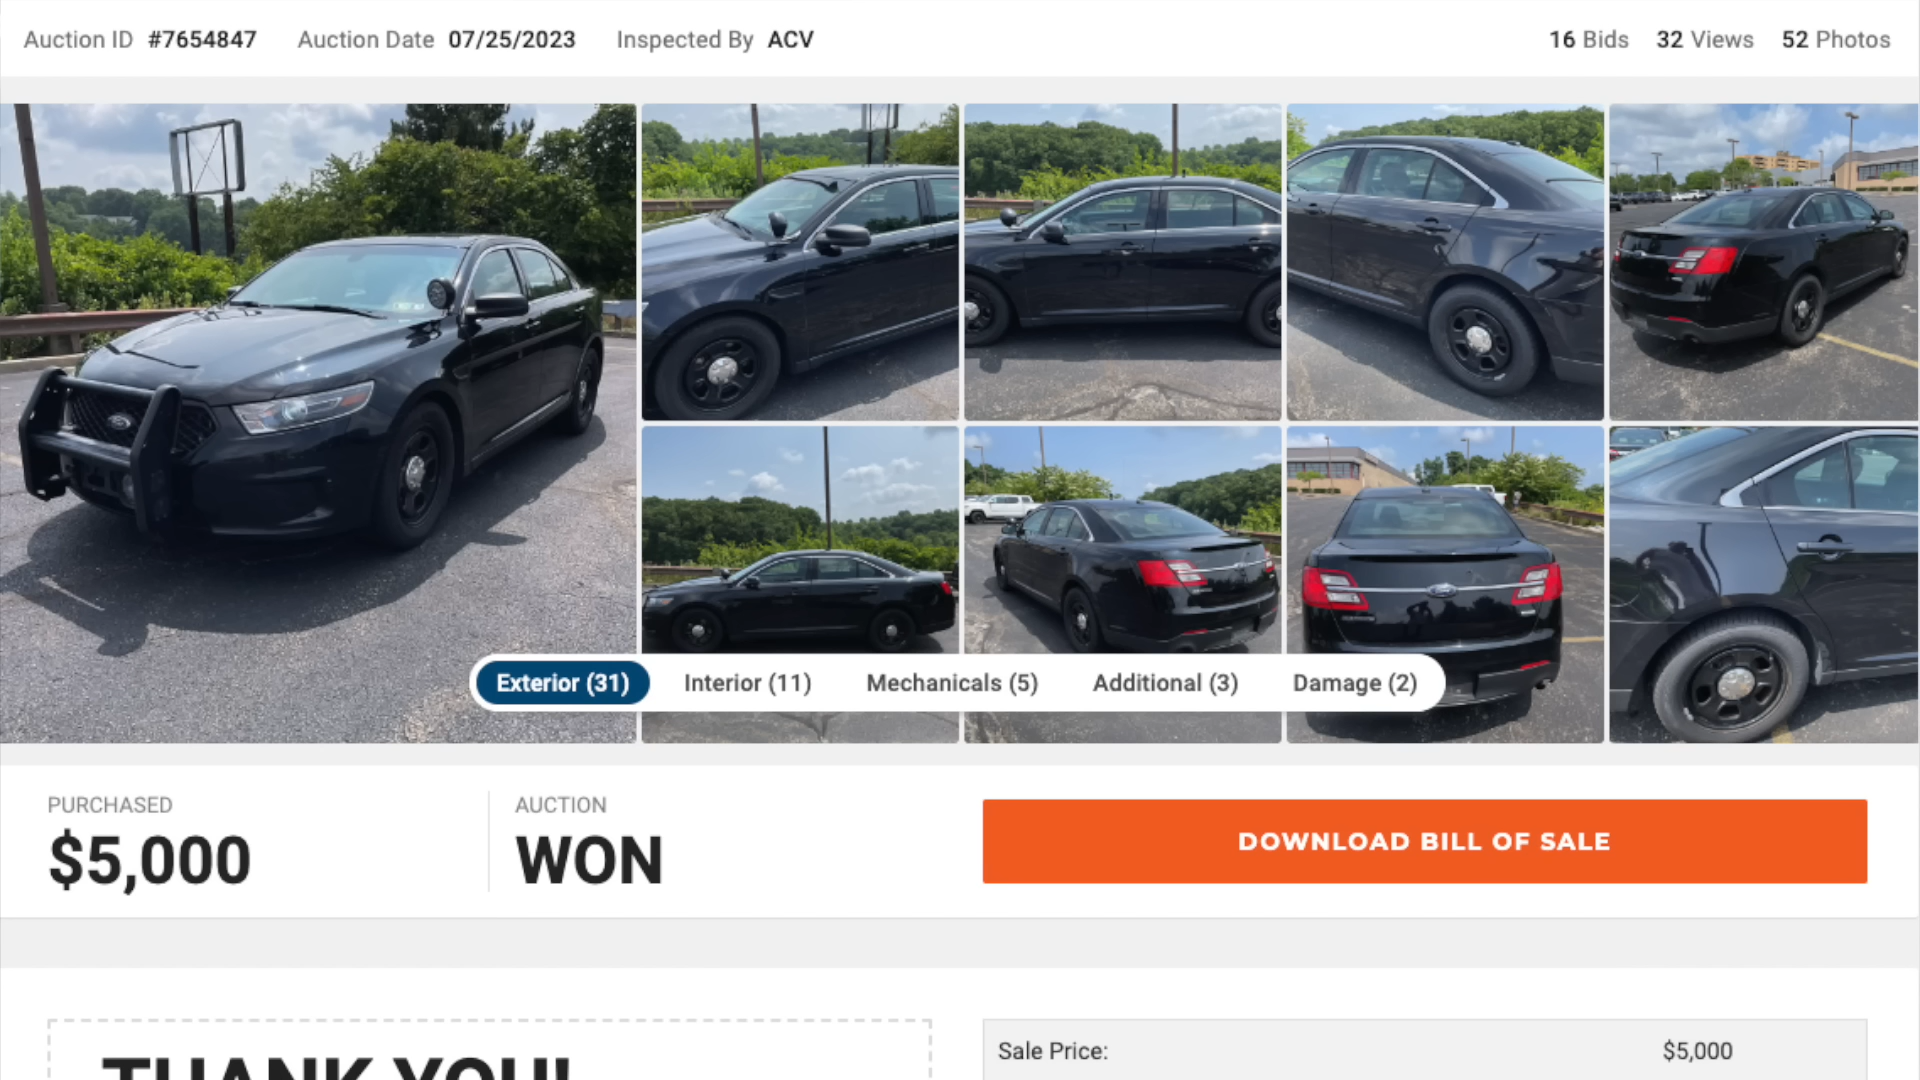 Auction ID #7654847 Auction Date 07/25/2023 Inspected By ACV 16 Bids 32 Views 52 Photos
Exterior (31) Interior (11) Mechanicals (5) Additional (3) Damage (2)
PURCHASED
$5,000
AUCTION
WON
DOWNLOAD BILL OF SALE
THANK YOU!
Sale Price: $5,000